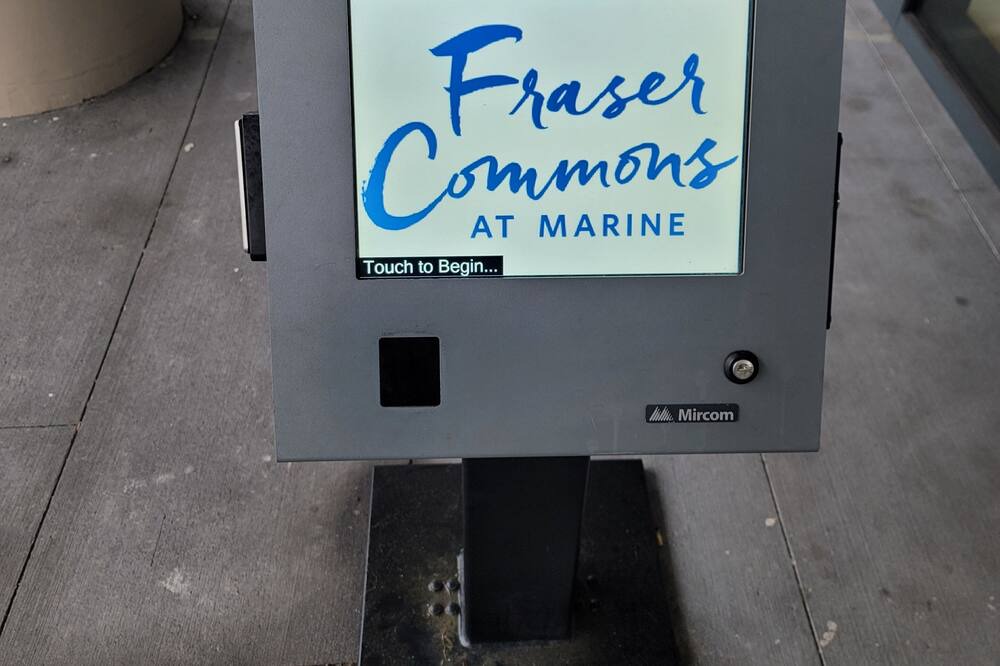 Fraser
Commons
AT MARINE
Touch to Begin...
Mircom